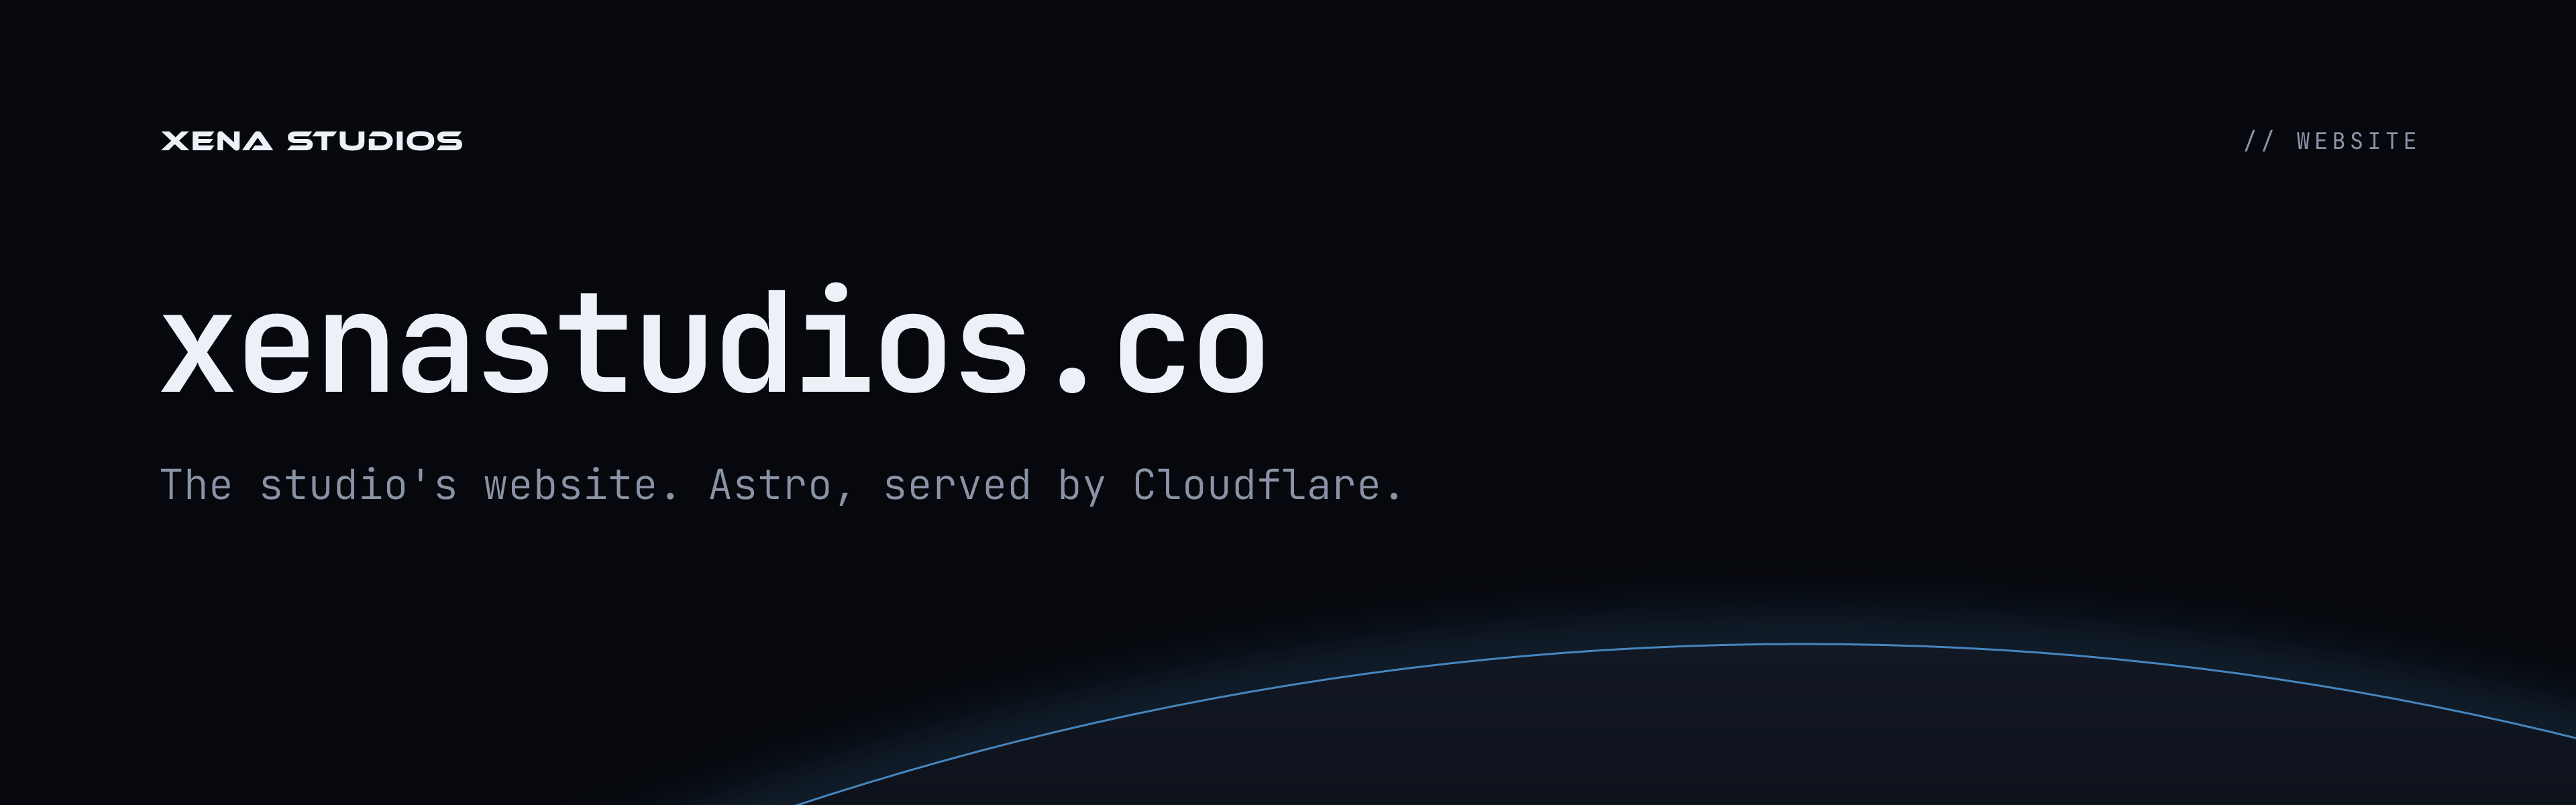 XENA STUDIOS
// WEBSITE
xenastudios.co
The studio's website. Astro, served by Cloudflare.